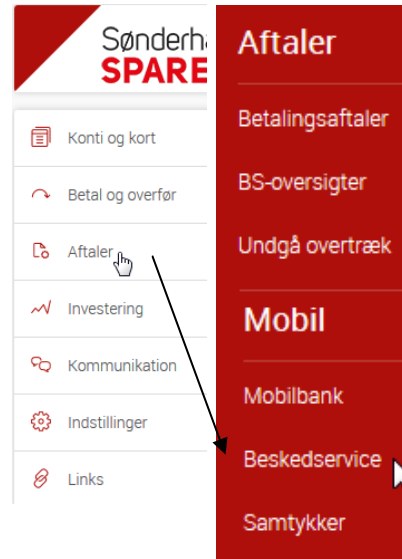 Sønderh
SPARE
Konti og kort
Betal og overfør
Aftaler
Investering
Kommunikation
Indstillinger
Links
Aftaler
Betalingsaftaler
BS-oversigter
Undgå overtræk
Mobil
Mobilbank
Beskedservice
Samtykker